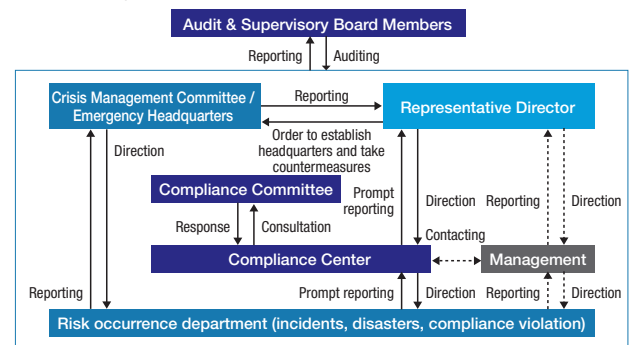 Audit & Supervisory Board Members
Reporting
Auditing
Crisis Management Committee /
Emergency Headquarters
Reporting
Representative Director
Order to establish
headquarters and take
countermeasures
Direction
Compliance Committee
Prompt
reporting
Direction
Reporting
Direction
Response
Consultation
Contacting
Compliance Center
Management
Reporting
Prompt reporting
Direction
Reporting
Direction
Risk occurrence department (incidents, disasters, compliance violation)